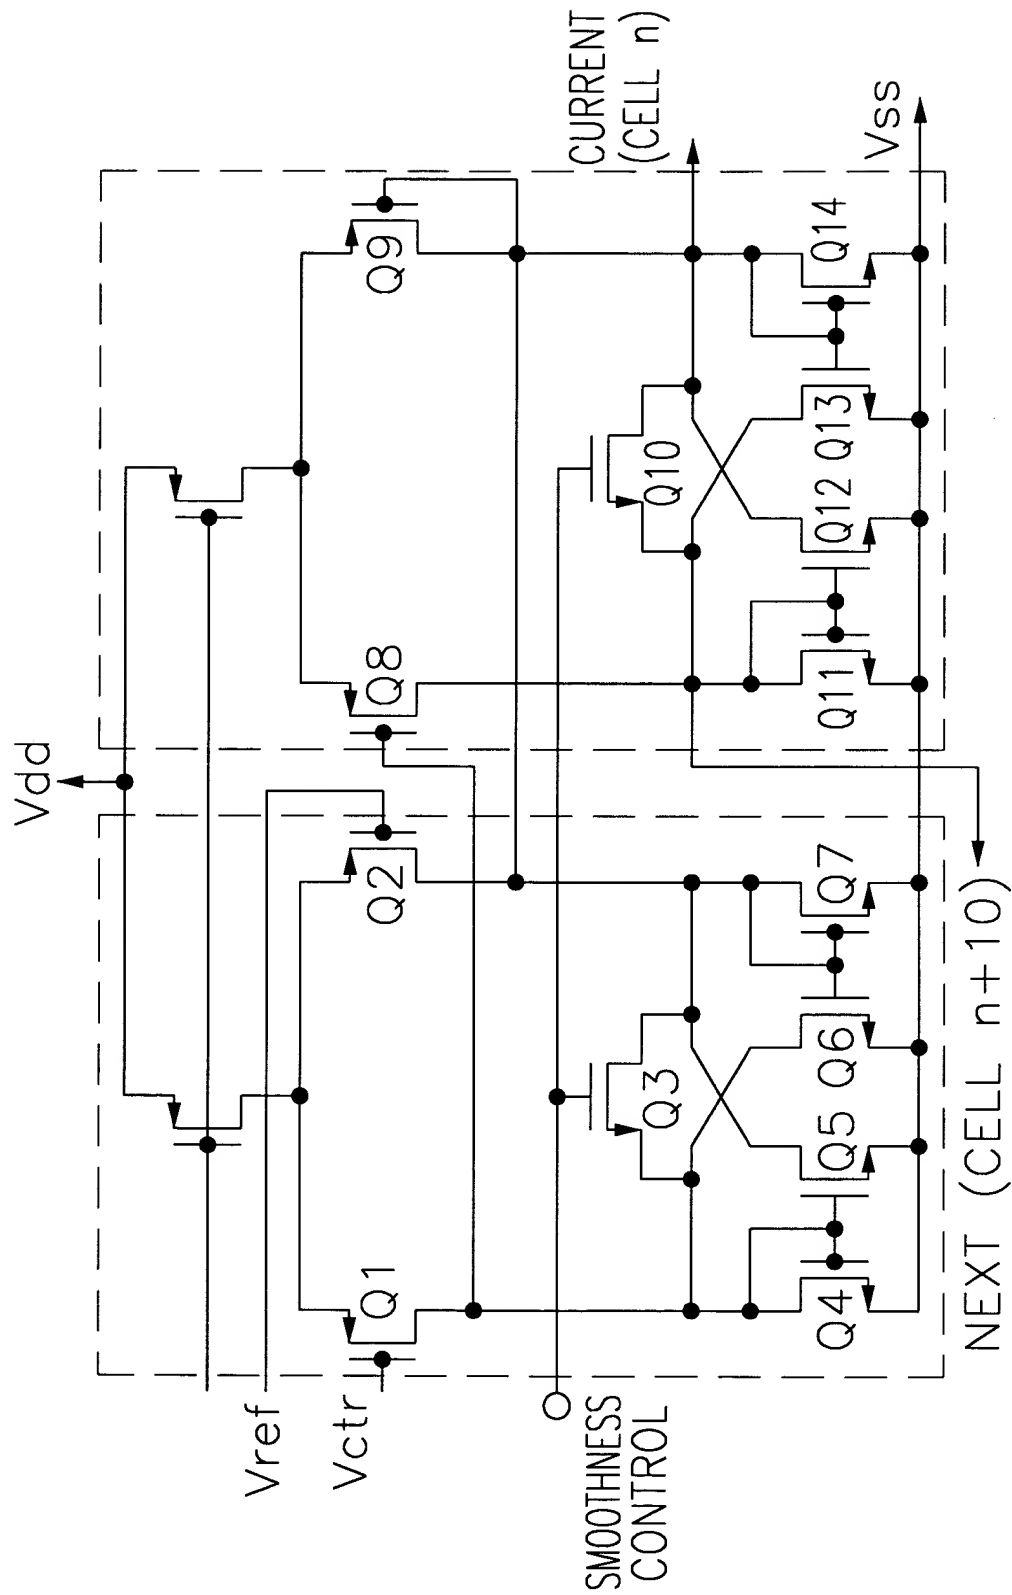 Vdd
Vref
Vctr
Q1
Q2
Q8
Q9
SMOOTHNESS
CONTROL
Q3
Q10
CURRENT
(CELL n)
Q4
Q5
Q6
Q7
Q11
Q12
Q13
Q14
Vss
NEXT (CELL n+10)